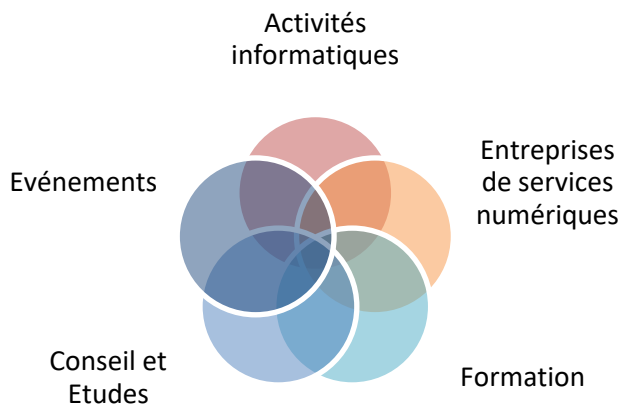 Activités
informatiques
Entreprises
de services
numériques
Formation
Conseil et
Etudes
Evénements